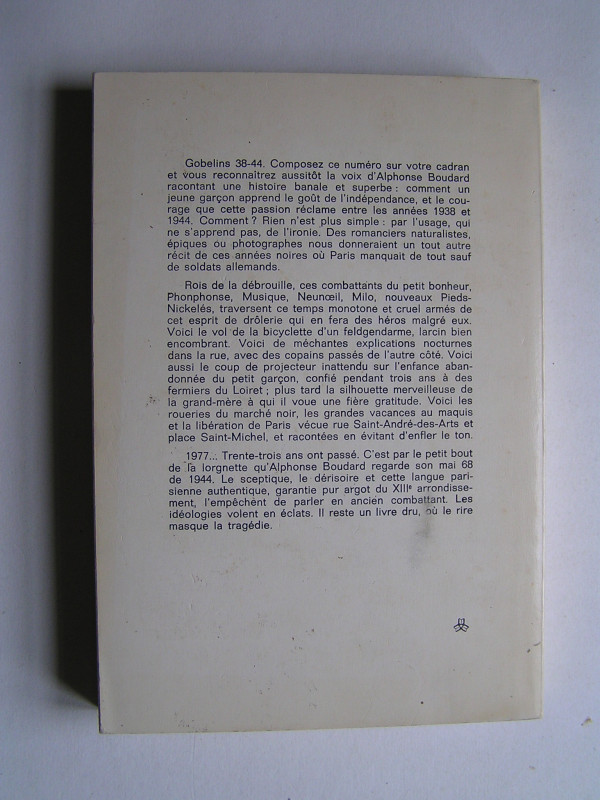 Gobelins 38-44. Composez ce numéro sur votre cadran
et vous reconnaîtrez aussitôt la voix d'Alphonse Boudard
racontant une histoire banale et superbe : comment un
jeune garçon apprend le goût de l'indépendance, et le cou-
rage que cette passion réclame entre les années 1938 et
1944. Comment ? Rien n'est plus simple : par l'usage, qui
ne s'apprend pas, de l'ironie. Des romanciers naturalistes,
épiques ou photographes nous donneraient un tout autre
récit de ces années noires où Paris manquait de tout sauf
de soldats allemands.
Rois de la débrouille, ces combattants du petit bonheur,
Phonphonse, Musique, Neunœil, Milo, nouveaux Pieds-
Nickelés, traversent ce temps monotone et cruel armés de
cet esprit de drôlerie qui en fera des héros malgré eux.
Voici le vol de la bicyclette d'un feldgendarme, larcin bien
encombrant. Voici de méchantes explications nocturnes
dans la rue, avec des copains passés de l'autre côté. Voici
aussi le coup de projecteur inattendu sur l'enfance aban-
donnée du petit garçon, confié pendant trois ans à des
fermiers du Loiret ; plus tard la silhouette merveilleuse de
la grand-mère à qui il voue une fière gratitude. Voici les
roueries du marché noir, les grandes vacances au maquis
et la libération de Paris vécue rue Saint-André-des-Arts et
place Saint-Michel, et racontées en évitant d'enfler le ton.
1977... Trente-trois ans ont passé. C'est par le petit bout
de la lorgnette qu'Alphonse Boudard regarde son mai 68
de 1944. Le sceptique, le dérisoire et cette langue pari-
sienne authentique, garantie pur argot du XIIIe arrondisse-
ment, l'empêchent de parler en ancien combattant. Les
idéologies volent en éclats. Il reste un livre dru, où le rire
masque la tragédie.